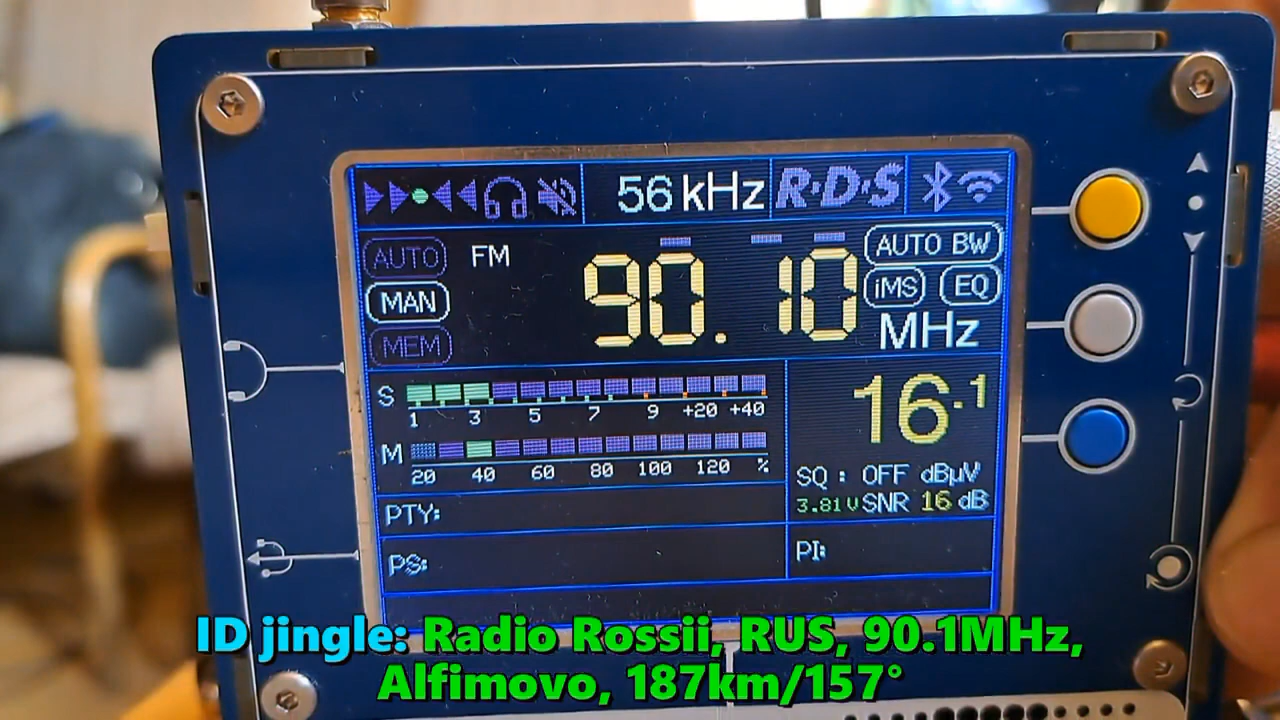 56 kHz R·D·S
AUTO FM AUTO BW
MAN 90.10 iMS EQ
MEM MHz
S 1 3 5 7 9 +20 +40
16.1
M 20 40 60 80 100 120 %
SQ : OFF dBµV
3.81V SNR 16 dB
PTY:
PS: PI:
ID jingle: Radio Rossii, RUS, 90.1MHz,
Alfimovo, 187km/157°